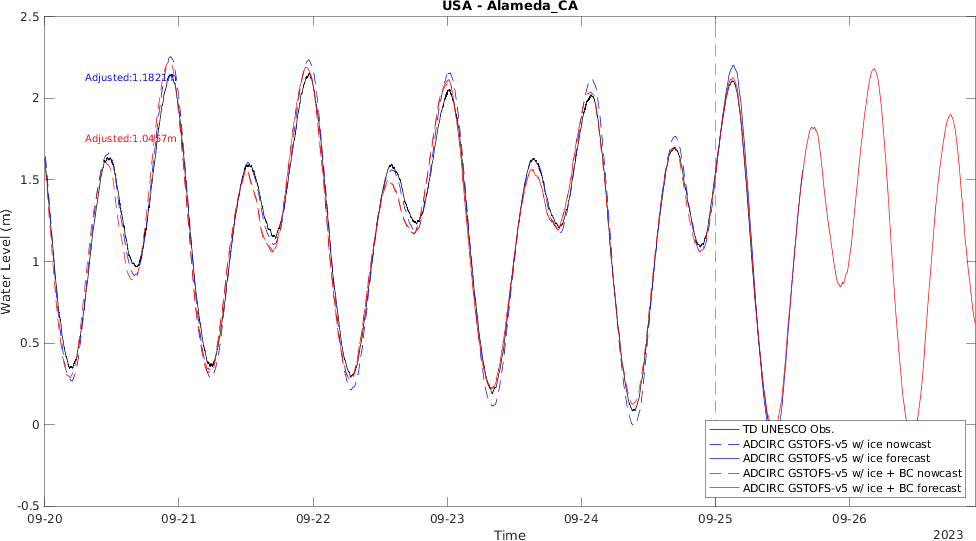 USA - Alameda_CA
2.5
2
1.5
1
0.5
0
-0.5
Water Level (m)
Adjusted:1.1821m
Adjusted:1.0457m
TD UNESCO Obs.
ADCIRC GSTOFS-v5 w/ ice nowcast
ADCIRC GSTOFS-v5 w/ ice forecast
ADCIRC GSTOFS-v5 w/ ice + BC nowcast
ADCIRC GSTOFS-v5 w/ ice + BC forecast
09-20 09-21 09-22 09-23 09-24 09-25 09-26
Time
2023